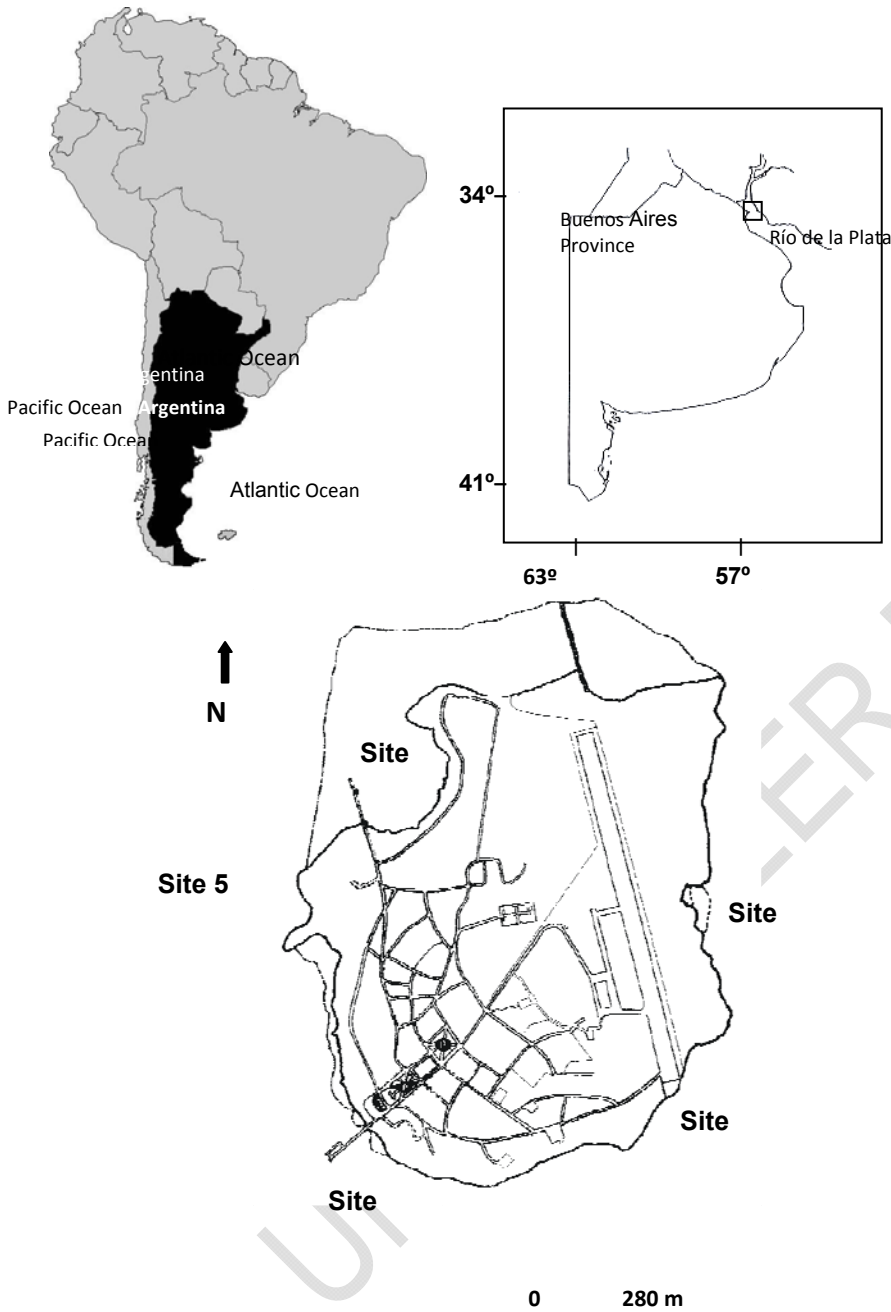 Ocean
gentina
Pacific Ocean
Argentina
Pacific Ocean
Atlantic Ocean
34º
Buenos Aires
Province
Río de la Plata
41º
63º
57º
N
Site
Site 5
Site
Site
Site
0 280 m